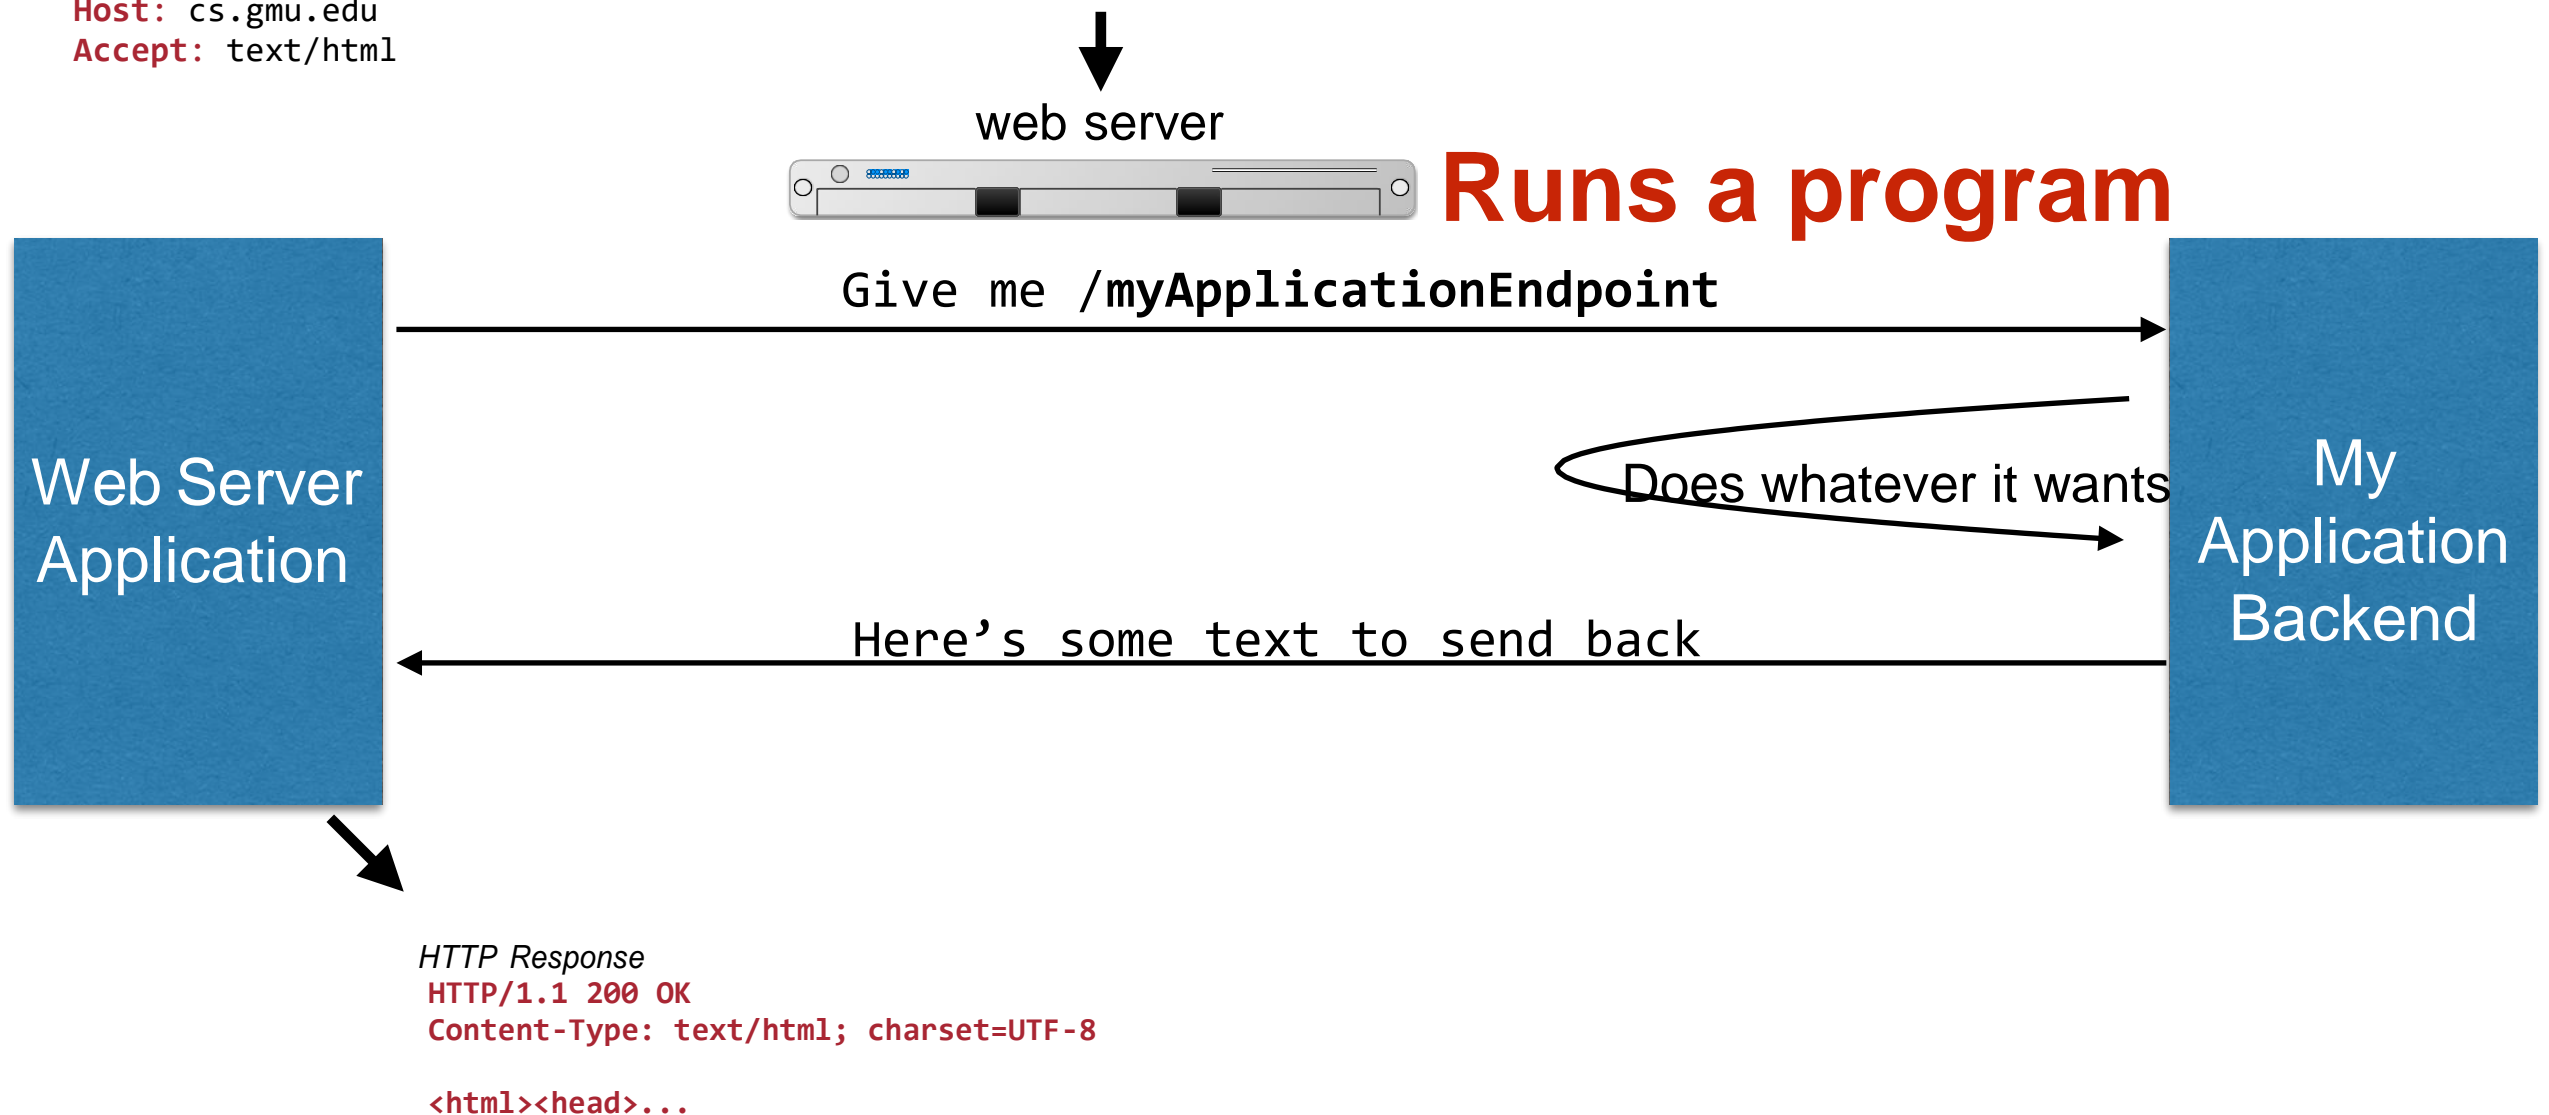 Host: cs.gmu.edu
Accept: text/html
web server
Runs a program
Give me /myApplicationEndpoint
Web Server
Application
Does whatever it wants
My
Application
Backend
Here’s some text to send back
HTTP Response
HTTP/1.1 200 OK
Content-Type: text/html; charset=UTF-8
<html><head>...